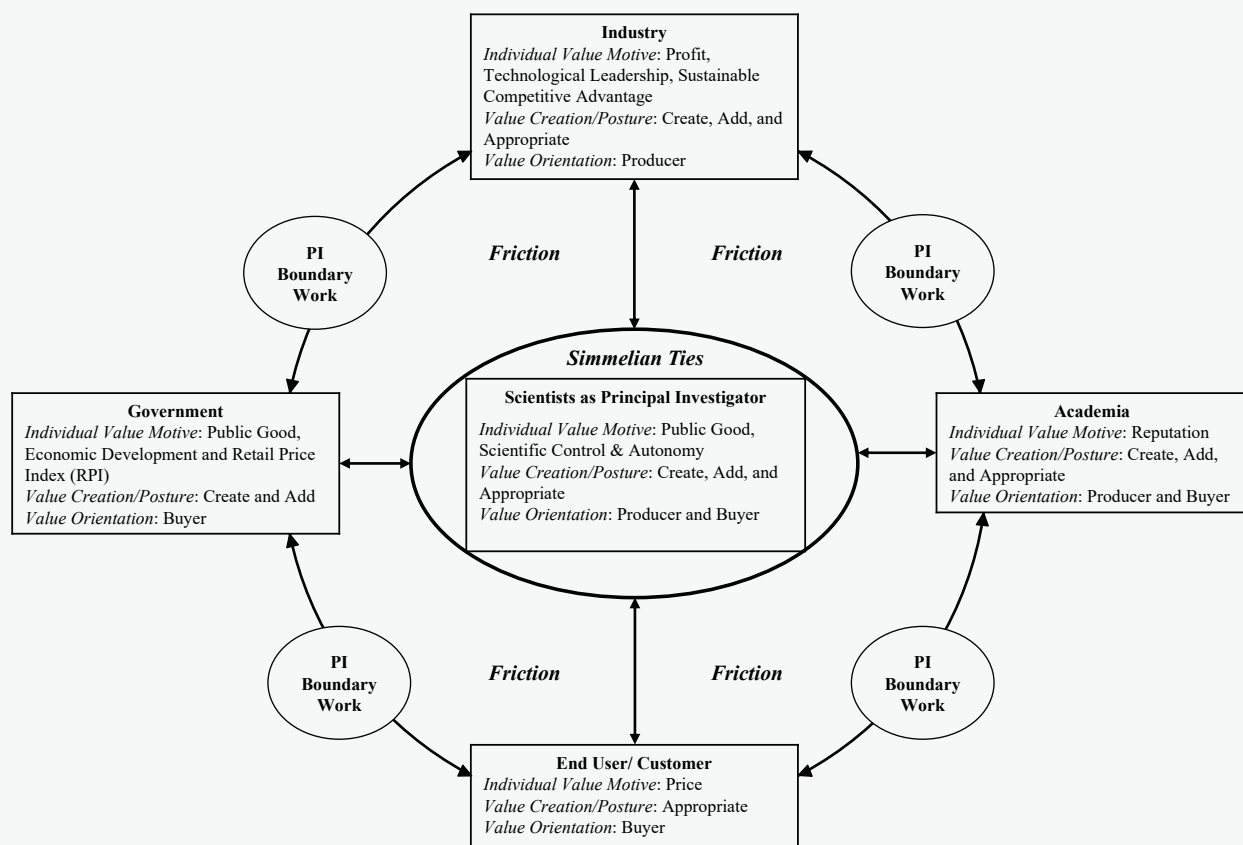 Industry
Individual Value Motive: Profit,
Technological Leadership, Sustainable
Competitive Advantage
Value Creation/Posture: Create, Add, and
Appropriate
Value Orientation: Producer
PI
Boundary
Work
Friction
Friction
PI
Boundary
Work
Government
Individual Value Motive: Public Good,
Economic Development and Retail Price
Index (RPI)
Value Creation/Posture: Create and Add
Value Orientation: Buyer
Simmelian Ties
Scientists as Principal Investigator
Individual Value Motive: Public Good,
Scientific Control & Autonomy
Value Creation/Posture: Create, Add, and
Appropriate
Value Orientation: Producer and Buyer
Academia
Individual Value Motive: Reputation
Value Creation/Posture: Create, Add,
and Appropriate
Value Orientation: Producer and Buyer
PI
Boundary
Work
Friction
Friction
PI
Boundary
Work
End User/ Customer
Individual Value Motive: Price
Value Creation/Posture: Appropriate
Value Orientation: Buyer